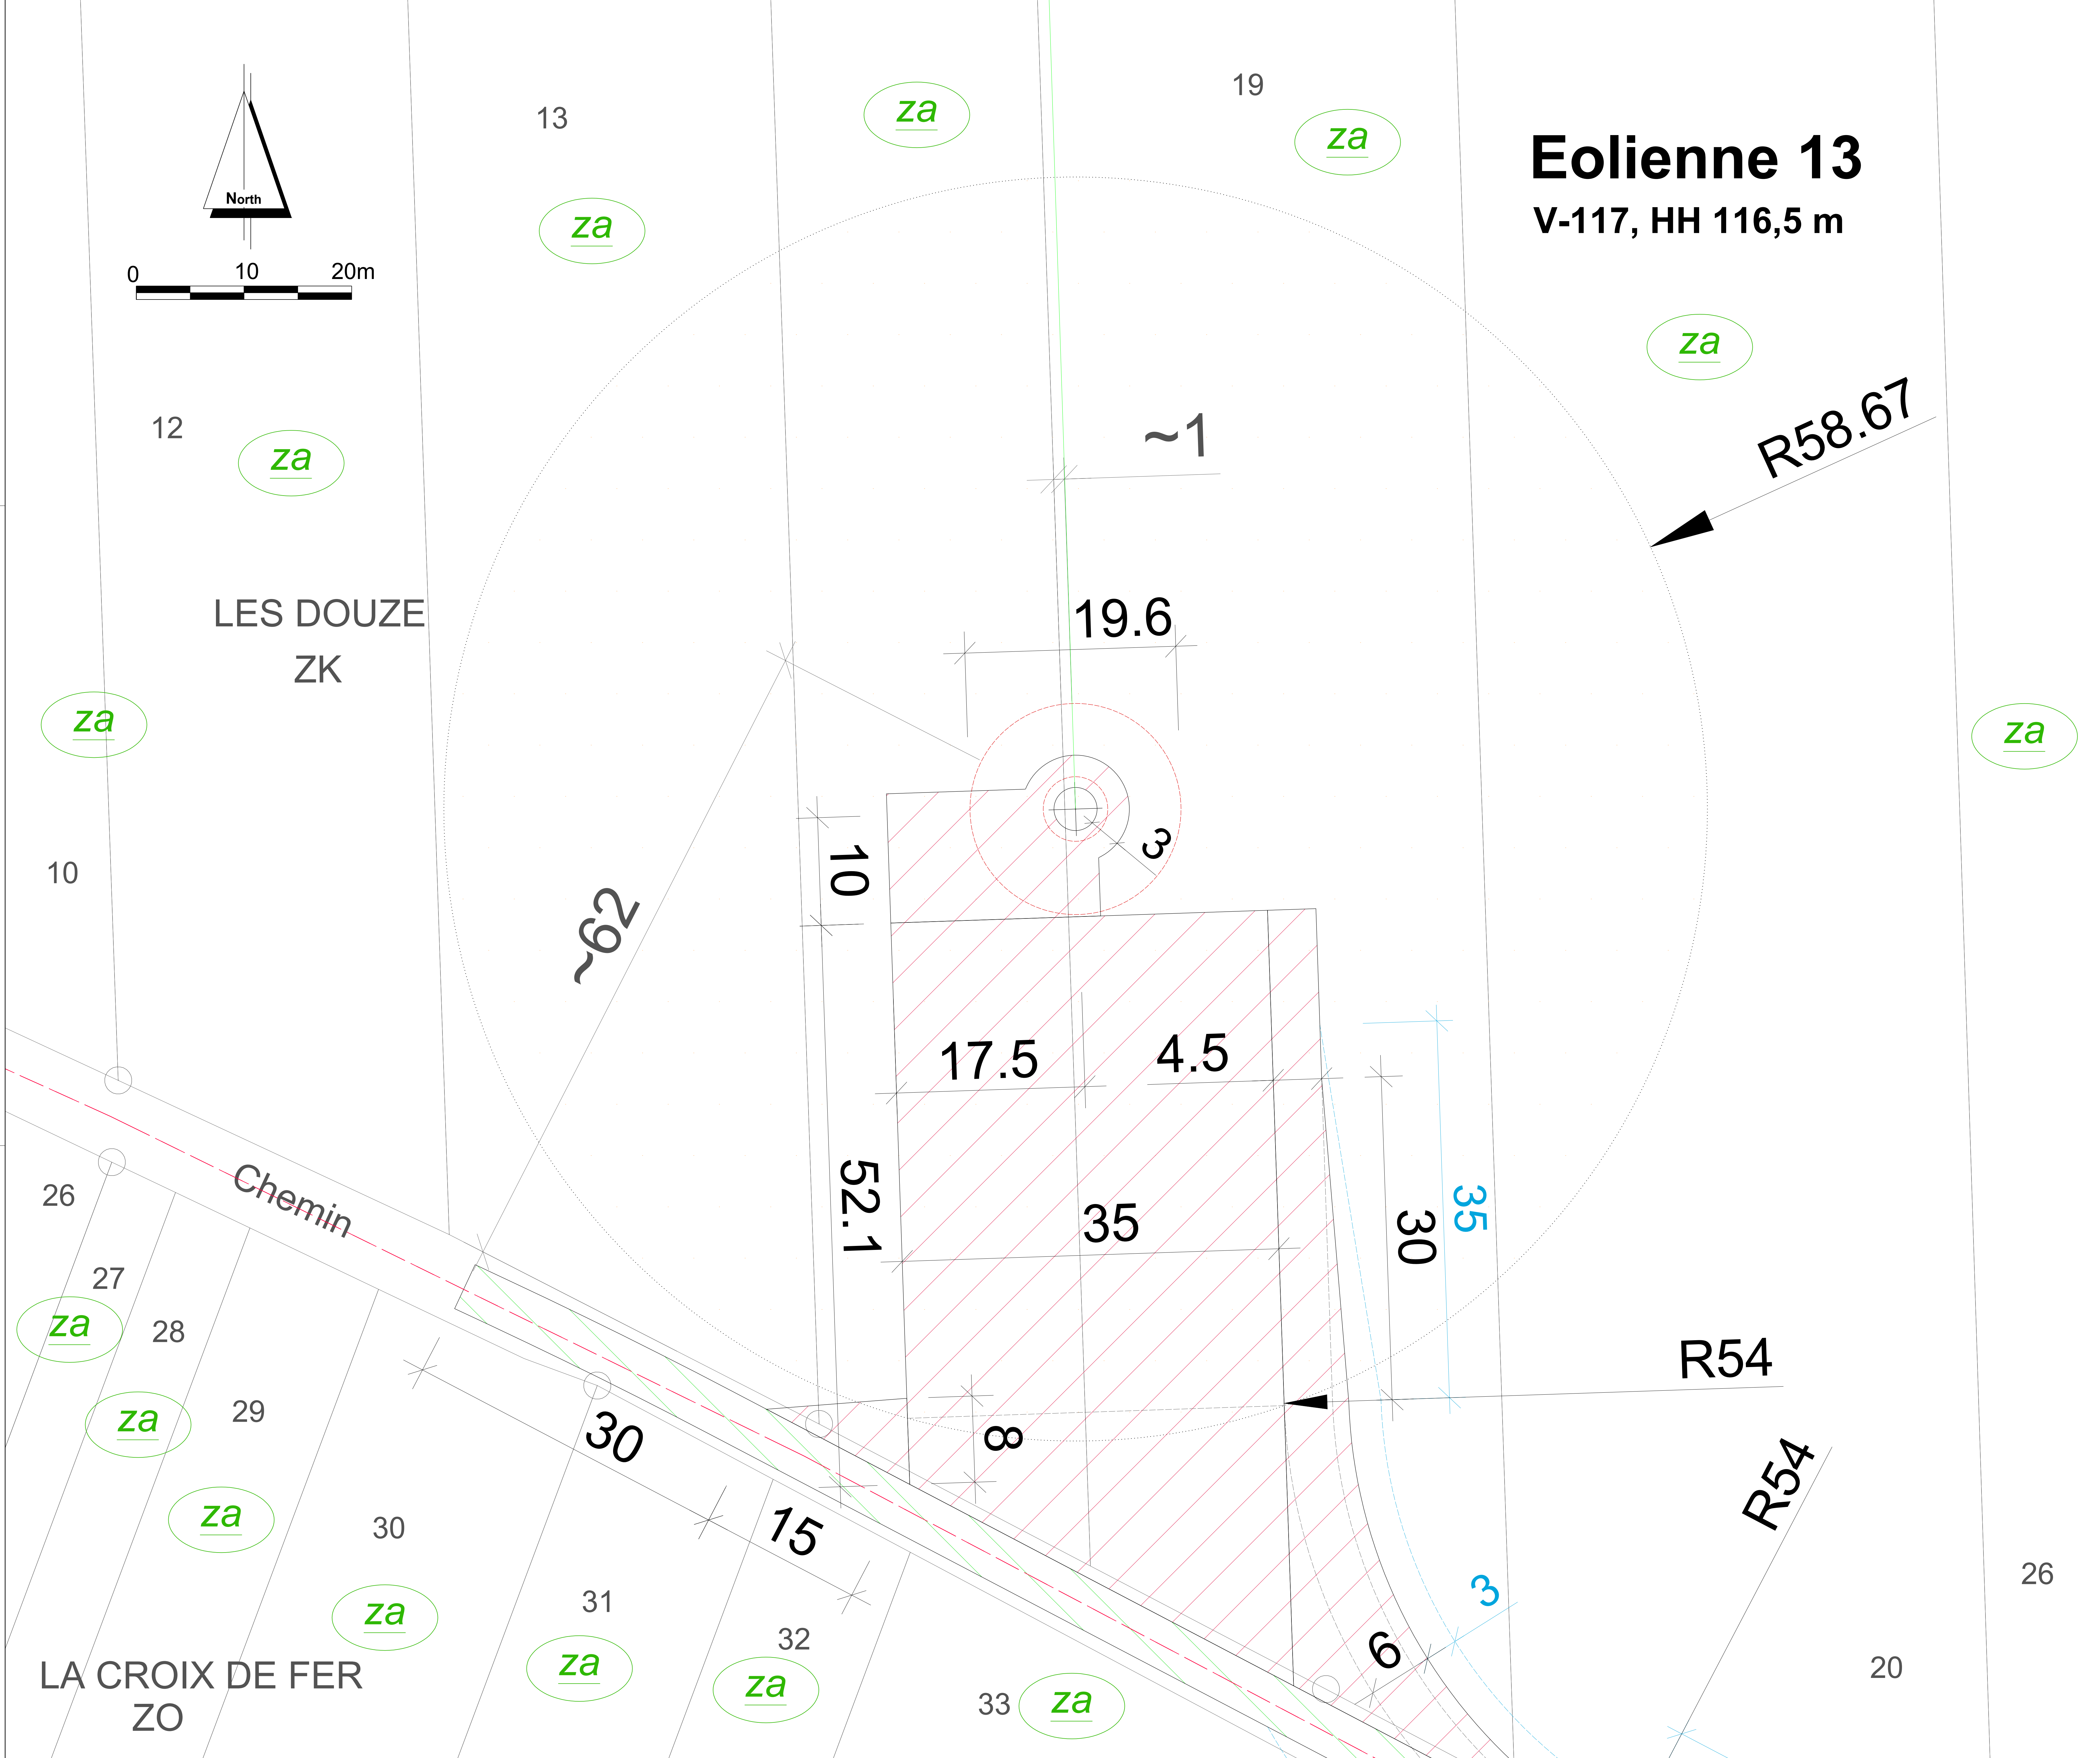 19
13
za
za
Eolienne 13
V-117, HH 116,5 m
North
za
0 10 20m
za
~1
R58.67
12
za
LES DOUZE
ZK
19.6
za
za
10
3
10
~62
17.5
4.5
35
52.1
35
30
26
Chemin
27
za
28
R54
za
29
30
8
R54
za
30
15
3
26
za
31
za
32
za
6
20
LA CROIX DE FER
ZO
33
za